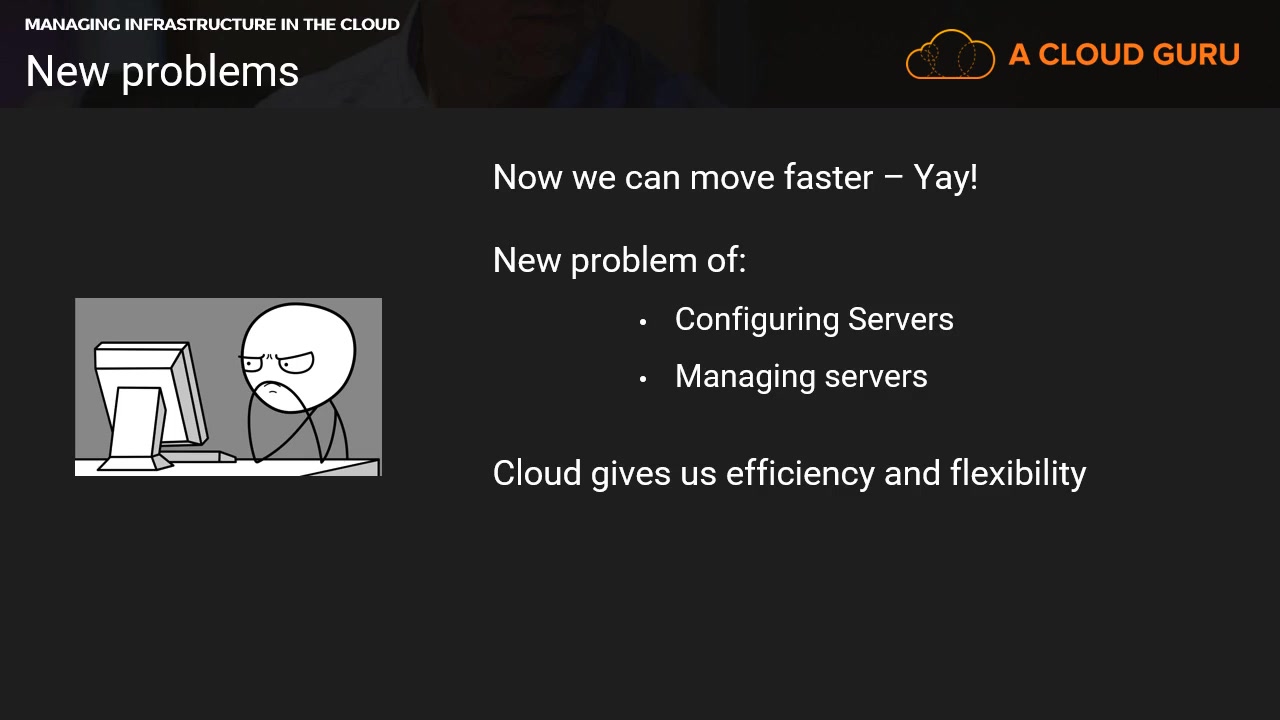 MANAGING INFRASTRUCTURE IN THE CLOUD
New problems
A CLOUD GURU
Now we can move faster – Yay!
New problem of:
• Configuring Servers
• Managing servers
Cloud gives us efficiency and flexibility